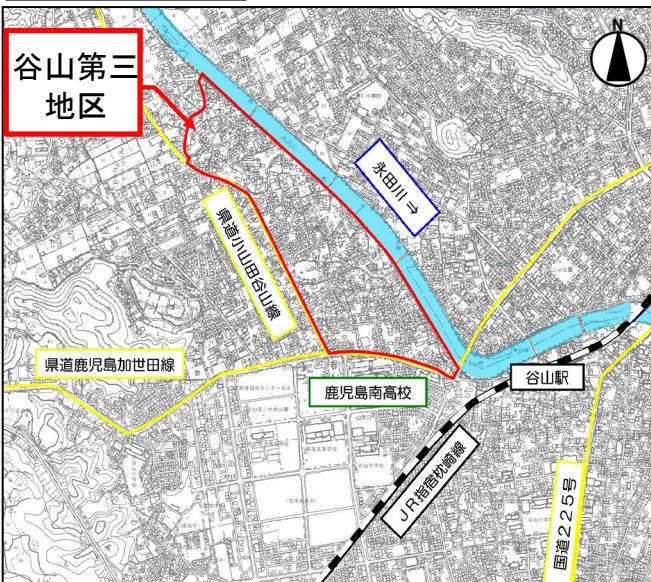 谷山第三
地区
N
永田川→
県道小山田谷山線
県道鹿児島加世田線
鹿児島南高校
谷山駅
JR指宿枕崎線
国道225号